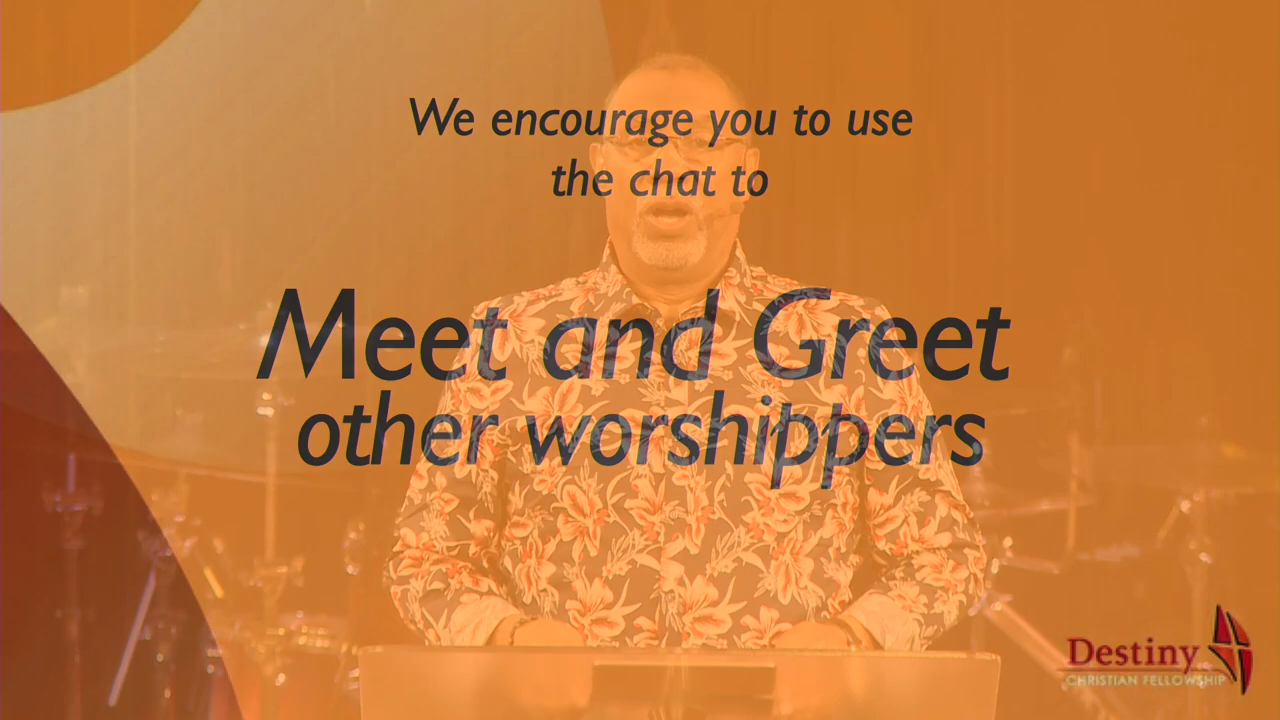 We encourage you to use
the chat to
Meet and Greet
other worshippers
Destiny
CHRISTIAN FELLOWSHIP